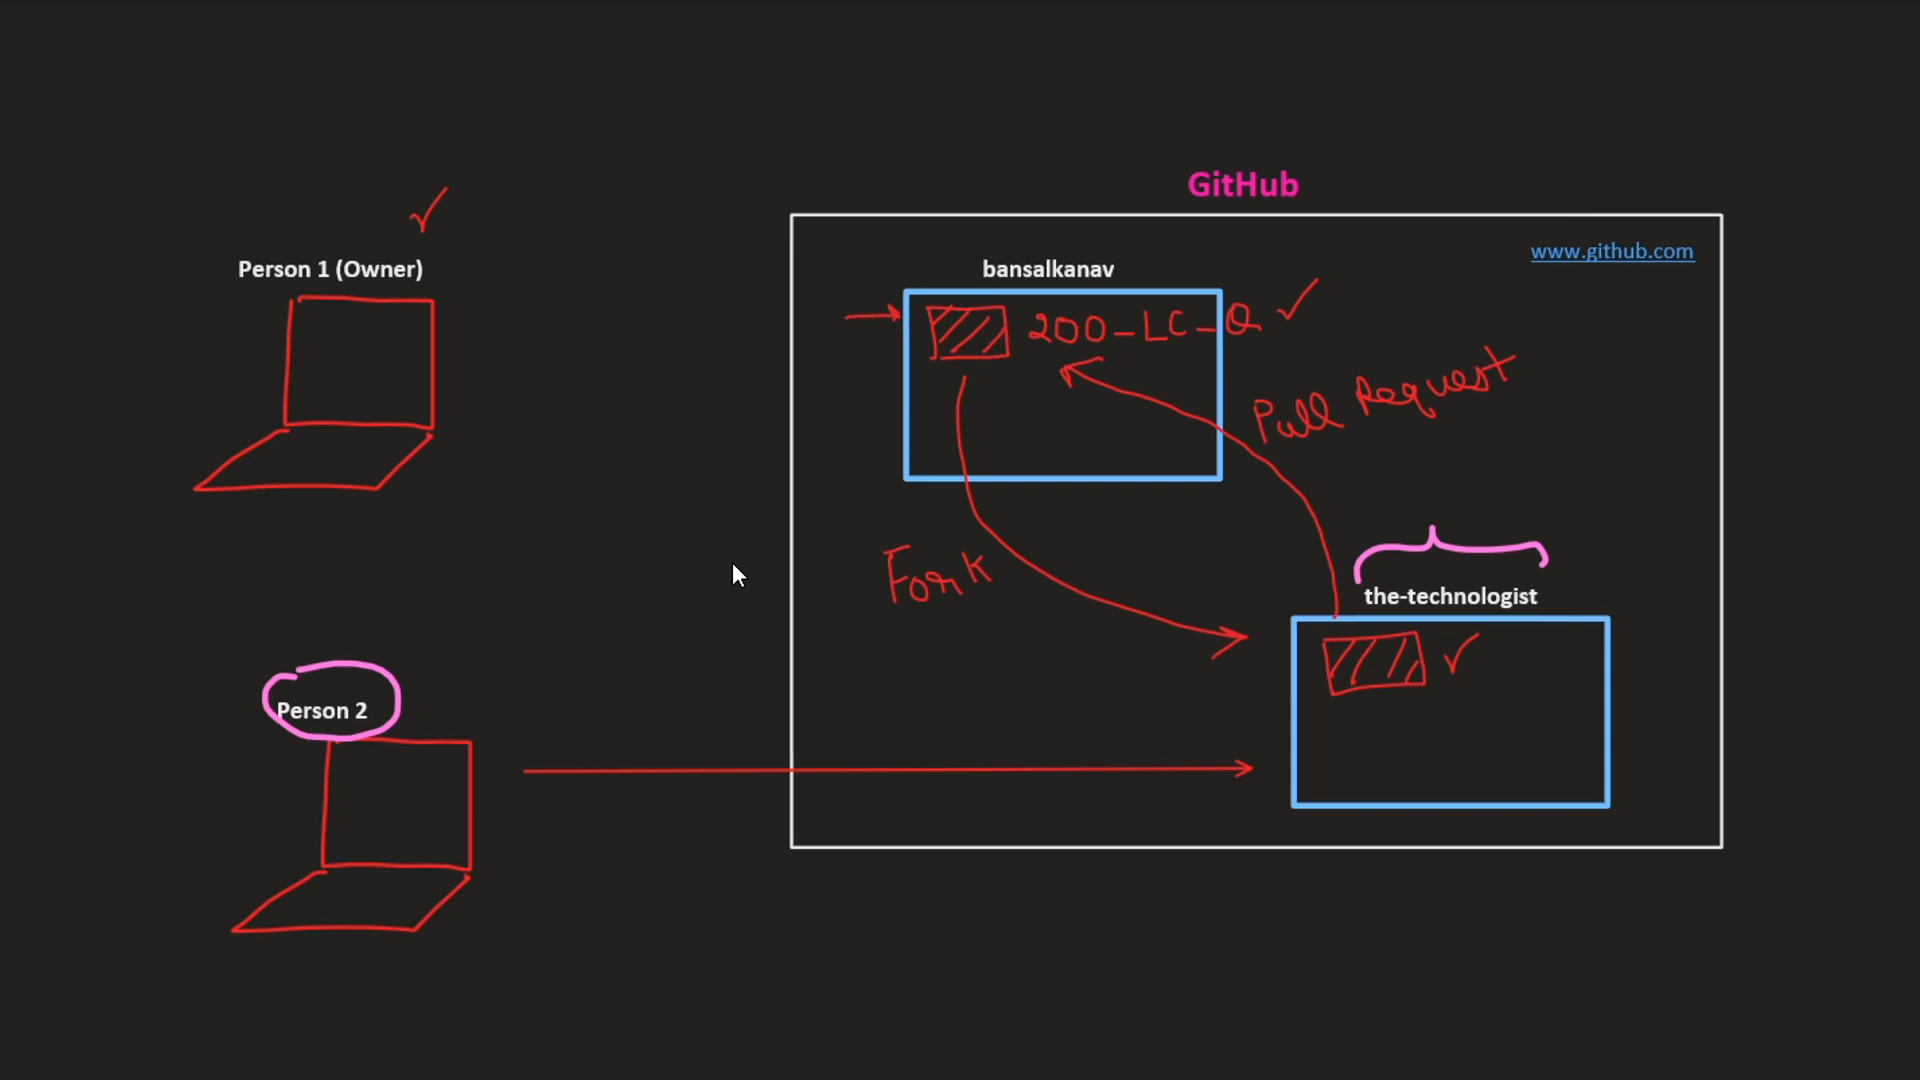 GitHub
www.github.com
Person 1 (Owner)
bansalkanav
200-LC-Q
Pull Request
Fork
the-technologist
Person 2